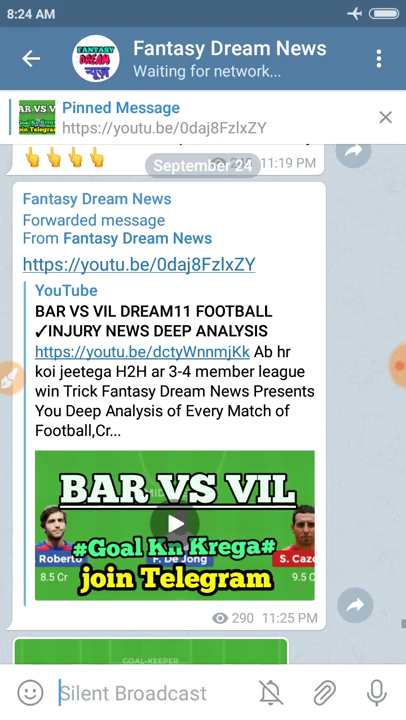 8:24 AM
FANTASY
DREAM
न्यूज़
Fantasy Dream News
Waiting for network...
Pinned Message
https://youtu.be/0daj8FzlxZY
September 24
11:19 PM
Fantasy Dream News
Forwarded message
From Fantasy Dream News
https://youtu.be/0daj8FzlxZY
YouTube
BAR VS VIL DREAM11 FOOTBALL
✓INJURY NEWS DEEP ANALYSIS
https://youtu.be/dctyWnnmjKk Ab hr
koi jeetega H2H ar 3-4 member league
win Trick Fantasy Dream News Presents
You Deep Analysis of Every Match of
Football,Cr...
BAR VS VIL
#Goal Kn Krega#
Roberto F. De Jong S. Cazo
8.5 Cr
join Telegram
290 11:25 PM
GOAL-KEEPER
Silent Broadcast